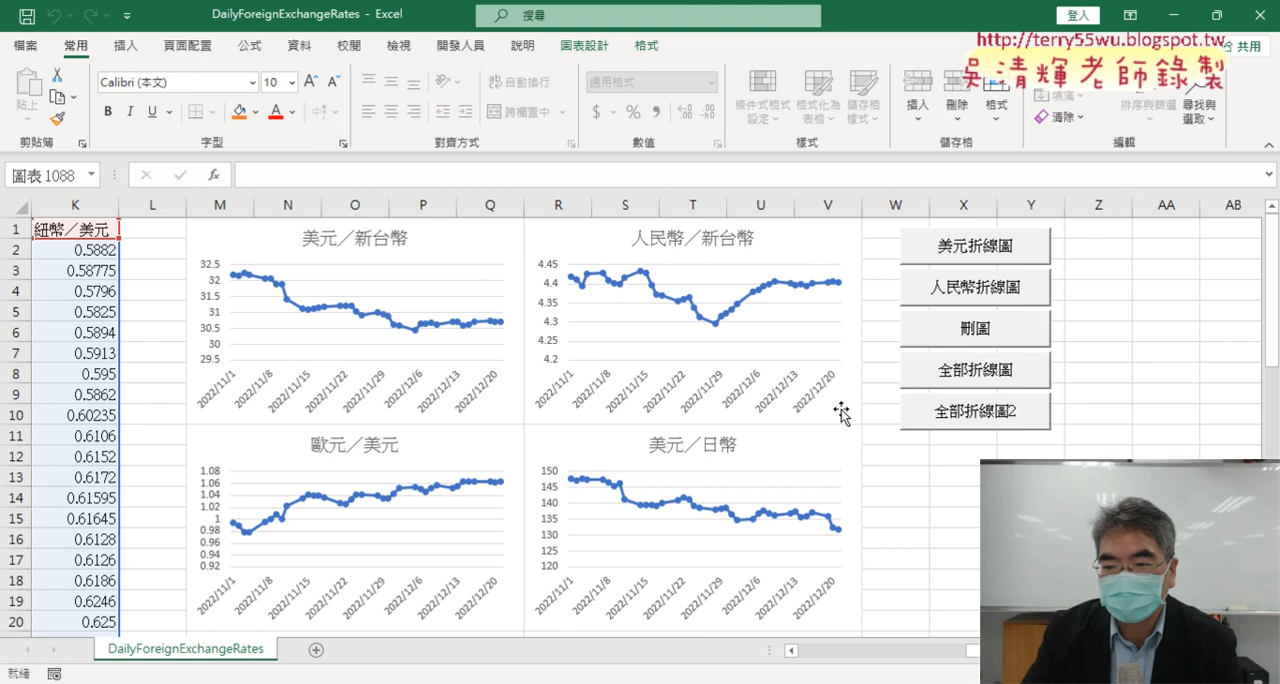 DailyForeignExchangeRates - Excel
搜尋
登入
檔案 常用 插入 頁面配置 公式 資料 校閱 檢視 開發人員 說明 圖表設計 格式
共用
http://terry55wu.blogspot.tw
吳清輝老師錄製
貼上
Calibri (本文) 10
B I U
自動換行
跨欄置中
通用格式
條件式格式設定
格式化為表格
儲存格樣式
插入 刪除 格式
填滿
清除
排序與篩選
尋找與選取
剪貼簿 字型 對齊方式 數值 樣式 儲存格 編輯
圖表 1088
fx
K L M N O P Q R S T U V W X Y Z AA AB
1 紐幣／美元
2 0.5882
3 0.58775
4 0.5796
5 0.5825
6 0.5894
7 0.5913
8 0.595
9 0.5862
10 0.60235
11 0.6106
12 0.6152
13 0.6172
14 0.61595
15 0.61645
16 0.6128
17 0.6126
18 0.6186
19 0.6246
20 0.625
美元／新台幣
32.5
32
31.5
31
30.5
30
29.5
2022/11/1 2022/11/8 2022/11/15 2022/11/22 2022/11/29 2022/12/6 2022/12/13 2022/12/20
人民幣／新台幣
4.45
4.4
4.35
4.3
4.25
4.2
2022/11/1 2022/11/8 2022/11/15 2022/11/22 2022/11/29 2022/12/6 2022/12/13 2022/12/20
歐元／美元
1.08
1.06
1.04
1.02
1
0.98
0.96
0.94
0.92
2022/11/1 2022/11/8 2022/11/15 2022/11/22 2022/11/29 2022/12/6 2022/12/13 2022/12/20
美元／日幣
150
145
140
135
130
125
120
2022/11/1 2022/11/8 2022/11/15 2022/11/22 2022/11/29 2022/12/6 2022/12/13 2022/12/20
美元折線圖
人民幣折線圖
刪圖
全部折線圖
全部折線圖2
DailyForeignExchangeRates
就緒